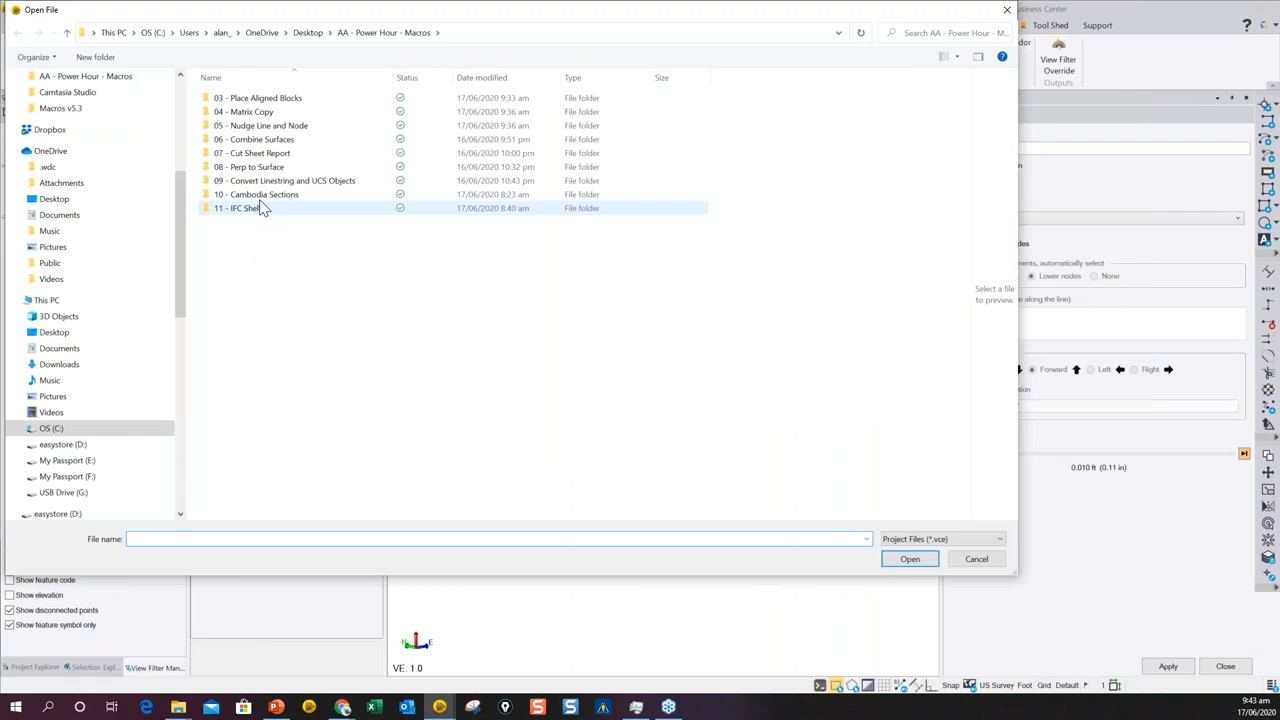 Open File
usiness Center
This PC > OS (C:) > Users > alan_ > OneDrive > Desktop > AA - Power Hour - Macros >
Search AA - Power Hour - M...
Tool Shed
Support
Organize
New folder
dor
View Filter
Override
Outputs
AA - Power Hour - Macros
Camtasia Studio
Macros v5.3
Dropbox
OneDrive
.wdc
Attachments
Desktop
Documents
Music
Pictures
Public
Videos
This PC
3D Objects
Desktop
Documents
Downloads
Music
Pictures
Videos
OS (C:)
easystore (D:)
My Passport (E:)
My Passport (F:)
USB Drive (G:)
easystore (D:)
Name Status Date modified Type Size
03 - Place Aligned Blocks 17/06/2020 9:33 am File folder
04 - Matrix Copy 17/06/2020 9:36 am File folder
05 - Nudge Line and Node 17/06/2020 9:36 am File folder
06 - Combine Surfaces 16/06/2020 9:51 pm File folder
07 - Cut Sheet Report 16/06/2020 10:00 pm File folder
08 - Perp to Surface 16/06/2020 10:32 pm File folder
09 - Convert Linestring and UCS Objects 16/06/2020 10:43 pm File folder
10 - Cambodia Sections 17/06/2020 8:23 am File folder
11 - IFC Shel 17/06/2020 8:40 am File folder
Select a file
to preview.
on
des
ments, automatically select
Lower nodes
None
e along the line)
Forward
Left
Right
tion
0.010 ft (0.11 in)
File name:
Project Files (*.vce)
Open
Cancel
Show feature code
Show elevation
Show disconnected points
Show feature symbol only
N
E
VE: 1.0
Project Explorer
Selection Expl...
View Filter Man...
Apply
Close
Snap
US Survey Foot
Grid
Default
1
9:43 am
17/06/2020